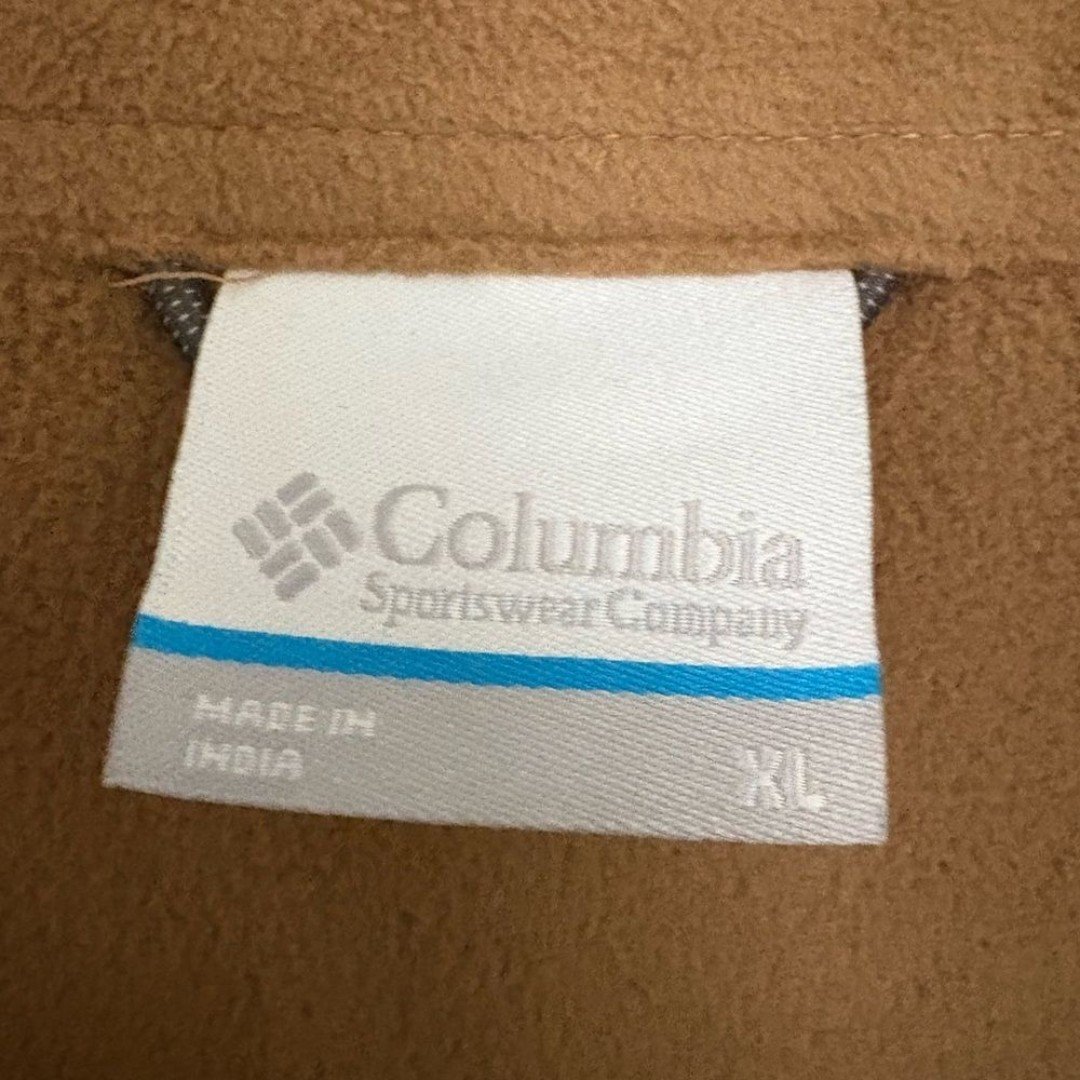 Columbia
Sportswear Company
MADE IN
INDIA
XL